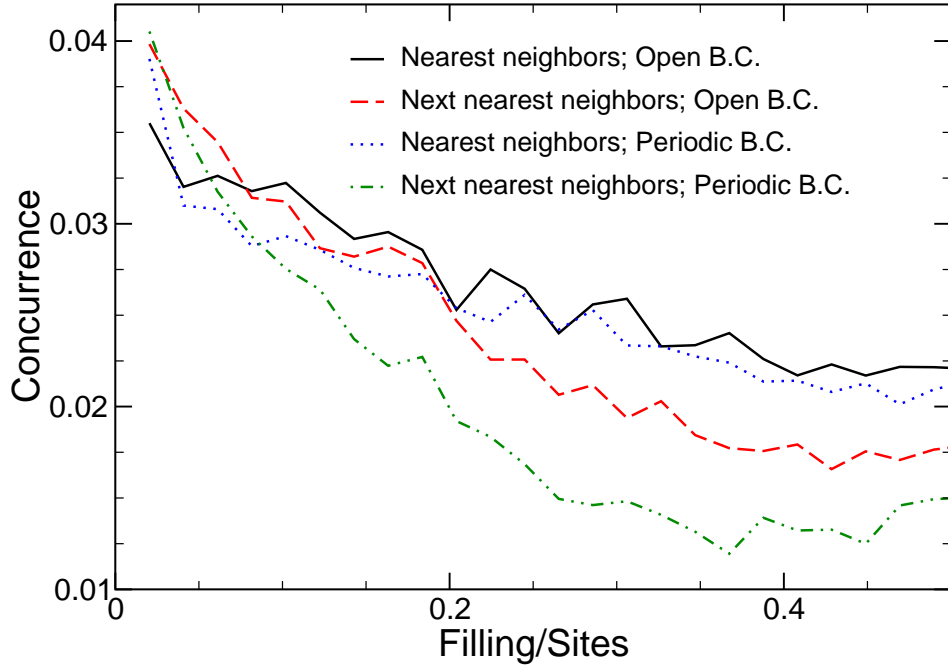 0.04
Nearest neighbors; Open B.C.
Next nearest neighbors; Open B.C.
Nearest neighbors; Periodic B.C.
Next nearest neighbors; Periodic B.C.
0.03
Concurrence
0.02
0.01
0 0.2 0.4
Filling/Sites